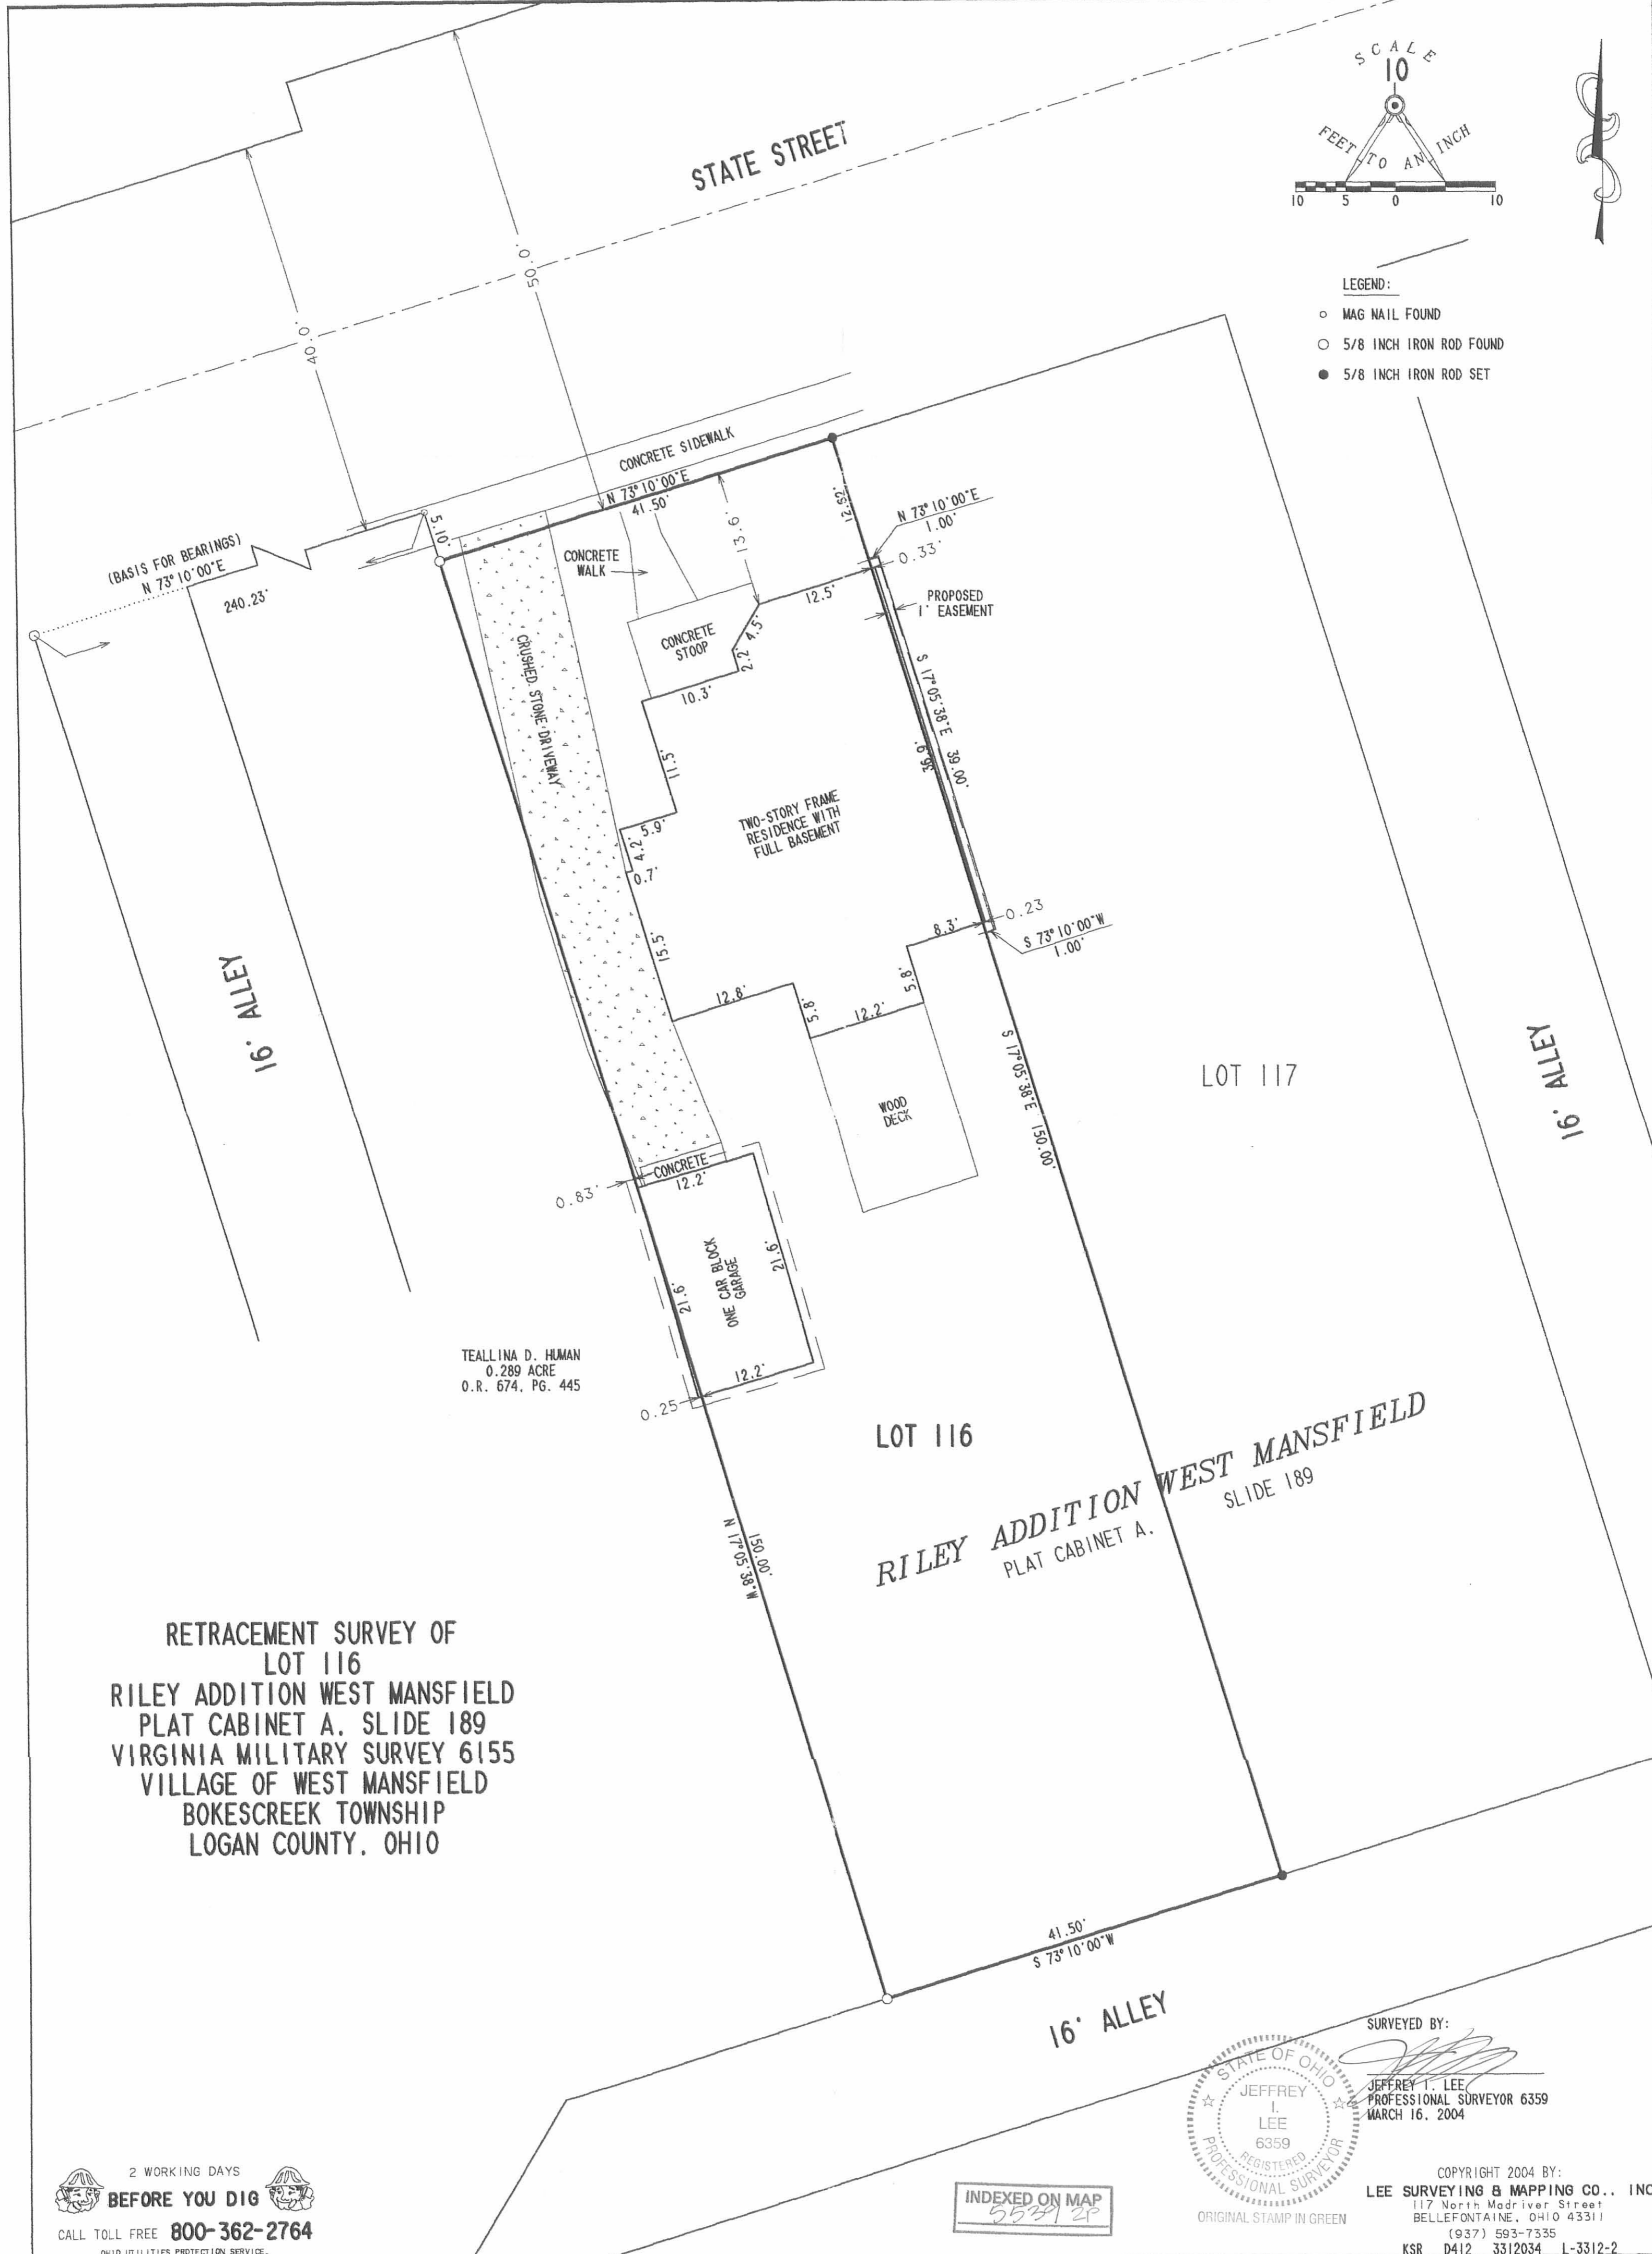 SCALE
10
FEET TO AN INCH
10 5 0 10
STATE STREET
50.0'
40.0'
LEGEND:
MAG NAIL FOUND
5/8 INCH IRON ROD FOUND
5/8 INCH IRON ROD SET
CONCRETE SIDEWALK
N 73°10'00"E
41.50'
5.10'
(BASIS FOR BEARINGS)
N 73°10'00"E
240.23'
12.52'
N 73°10'00"E
1.00'
0.33'
PROPOSED
1' EASEMENT
13.6'
CONCRETE
WALK
CONCRETE
STOOP
12.5'
4.5'
2.2'
10.3'
CRUSHED STONE DRIVEWAY
11.5'
S 17°05'38"E 39.00'
36.9'
TWO-STORY FRAME
RESIDENCE WITH
FULL BASEMENT
5.9'
4.2'
0.7'
15.5'
8.3'
0.23
S 73°10'00"W
1.00'
12.8'
5.8'
12.2'
5.8'
16' ALLEY
S 17°05'38"E 150.00'
LOT 117
16' ALLEY
WOOD
DECK
CONCRETE
12.2'
0.83'
ONE CAR BLOCK
GARAGE
21.6'
21.6'
12.2'
0.25
TEALLINA D. HUMAN
0.289 ACRE
O.R. 674, PG. 445
LOT 116
RILEY ADDITION WEST MANSFIELD
PLAT CABINET A, SLIDE 189
150.00'
N 17°05'38"W
RETRACEMENT SURVEY OF
LOT 116
RILEY ADDITION WEST MANSFIELD
PLAT CABINET A, SLIDE 189
VIRGINIA MILITARY SURVEY 6155
VILLAGE OF WEST MANSFIELD
BOKESCREEK TOWNSHIP
LOGAN COUNTY, OHIO
41.50'
S 73°10'00"W
16' ALLEY
SURVEYED BY:
JEFFREY I. LEE
PROFESSIONAL SURVEYOR 6359
MARCH 16, 2004
STATE OF OHIO
JEFFREY
I.
LEE
6359
REGISTERED
PROFESSIONAL SURVEYOR
ORIGINAL STAMP IN GREEN
INDEXED ON MAP
5539 2P
COPYRIGHT 2004 BY:
LEE SURVEYING & MAPPING CO., INC
117 North Madriver Street
BELLEFONTAINE, OHIO 43311
(937) 593-7335
KSR D412 3312034 L-3312-2
2 WORKING DAYS
BEFORE YOU DIG
CALL TOLL FREE 800-362-2764
OHIO UTILITIES PROTECTION SERVICE